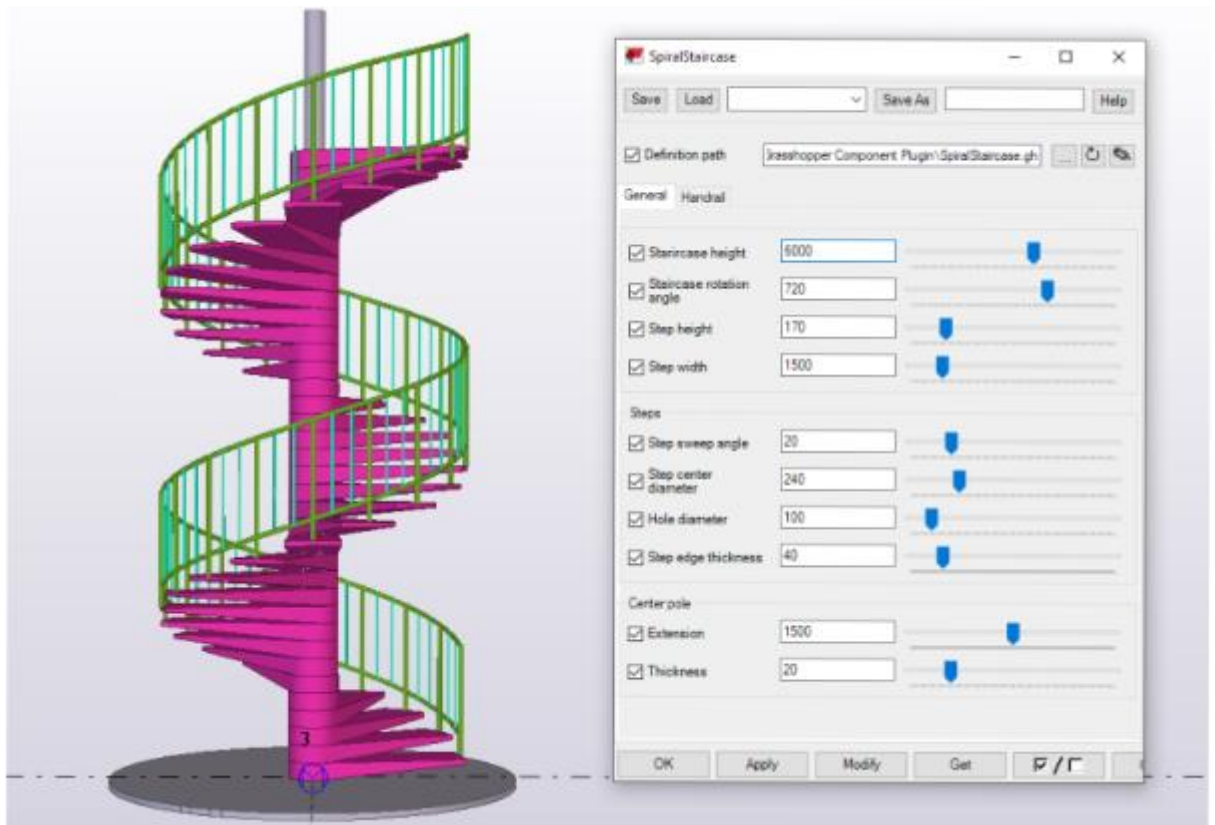 SpiralStaircase
Save Load Save As Help
Definition path Grasshopper Component Plugin\SpiralStaircase.gh ...
General Handrail
Starircase height 6000
Staircase rotation
angle 720
Step height 170
Step width 1500
Steps
Step sweep angle 20
Step center
diameter 240
Hole diameter 100
Step edge thickness 40
Center pole
Extension 1500
Thickness 20
3
OK Apply Modify Get /